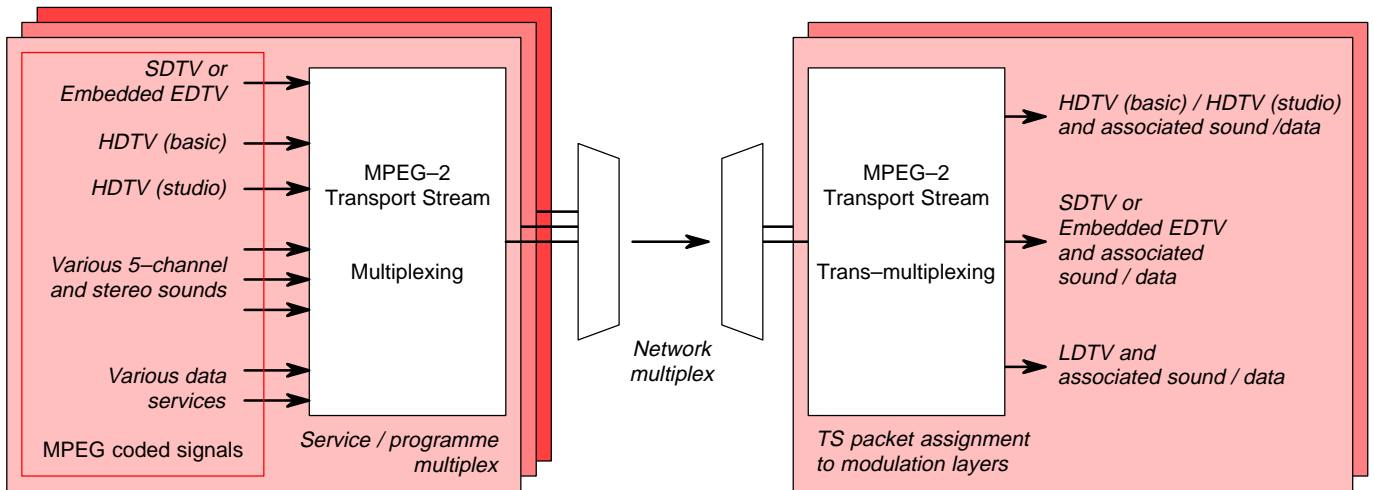 SDTV or
Embedded EDTV
HDTV (basic)
HDTV (studio)
Various 5–channel
and stereo sounds
Various data
services
MPEG coded signals
MPEG–2
Transport Stream
Multiplexing
Service / programme
multiplex
Network
multiplex
MPEG–2
Transport Stream
Trans–multiplexing
TS packet assignment
to modulation layers
HDTV (basic) / HDTV (studio)
and associated sound /data
SDTV or
Embedded EDTV
and associated
sound / data
LDTV and
associated sound / data